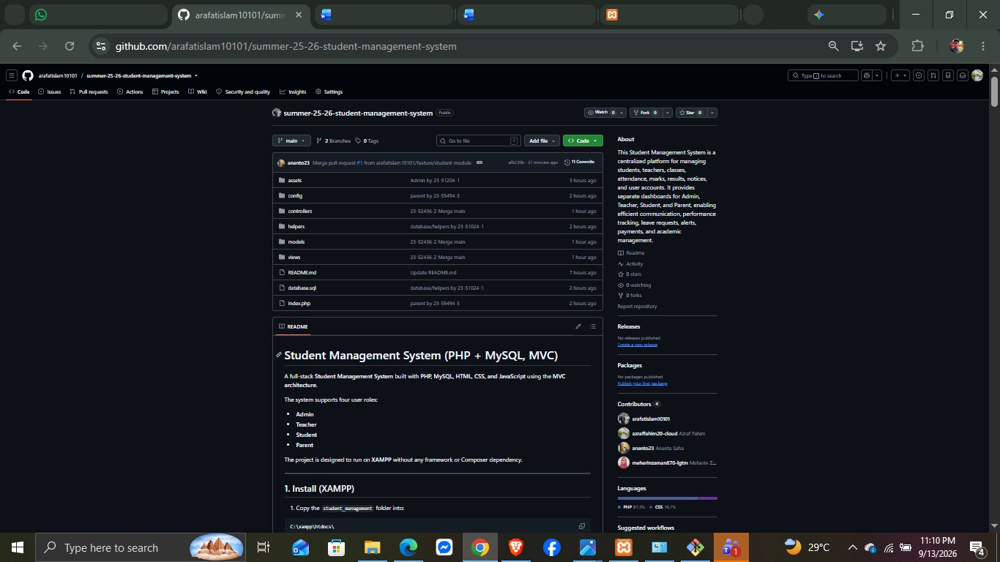 arafatislam10101/summ
github.com/arafatislam10101/summer-25-26-student-management-system
arafatislam10101 / summer-25-26-student-management-system
Type / to search
Code Issues Pull requests Actions Projects Wiki Security and quality Insights Settings
summer-25-26-student-management-system Public
Watch 0 Fork 0 Star 0
main 2 Branches 0 Tags Go to file Add file Code
ananto23 Merge pull request #1 from arafatislam10101/feature/student-module afb239b · 37 minutes ago 11 Commits
assets Admin by 23-51204-1 3 hours ago
config parent by 23-55494-3 2 hours ago
controllers 23-52436-2 Merge main 1 hour ago
helpers database/helpers by 23-51024-1 2 hours ago
models 23-52436-2 Merge main 1 hour ago
views 23-52436-2 Merge main 1 hour ago
README.md Update README.md 7 hours ago
database.sql database/helpers by 23-51024-1 2 hours ago
index.php parent by 23-55494-3 2 hours ago
README
Student Management System (PHP + MySQL, MVC)
A full-stack Student Management System built with PHP, MySQL, HTML, CSS, and JavaScript using the MVC
architecture.
The system supports four user roles:
• Admin
• Teacher
• Student
• Parent
The project is designed to run on XAMPP without any framework or Composer dependency.
1. Install (XAMPP)
1. Copy the student_management folder into:
C:\xampp\htdocs\
About
This Student Management System is a
centralized platform for managing
students, teachers, classes,
attendance, marks, results, notices,
and user accounts. It provides
separate dashboards for Admin,
Teacher, Student, and Parent, enabling
efficient communication, performance
tracking, leave requests, alerts,
payments, and academic
management.
Readme
Activity
0 stars
0 watching
0 forks
Report repository
Releases
No releases published
Create a new release
Packages
No packages published
Publish your first package
Contributors 4
arafatislam10101
azraffahim20-cloud Azraf Fahim
ananto23 Ananta Saha
meherinzaman870-lgtm Meherin Z...
Languages
PHP 81.3% CSS 18.7%
Suggested workflows
Type here to search
1
29°C
11:10 PM
9/13/2026
4